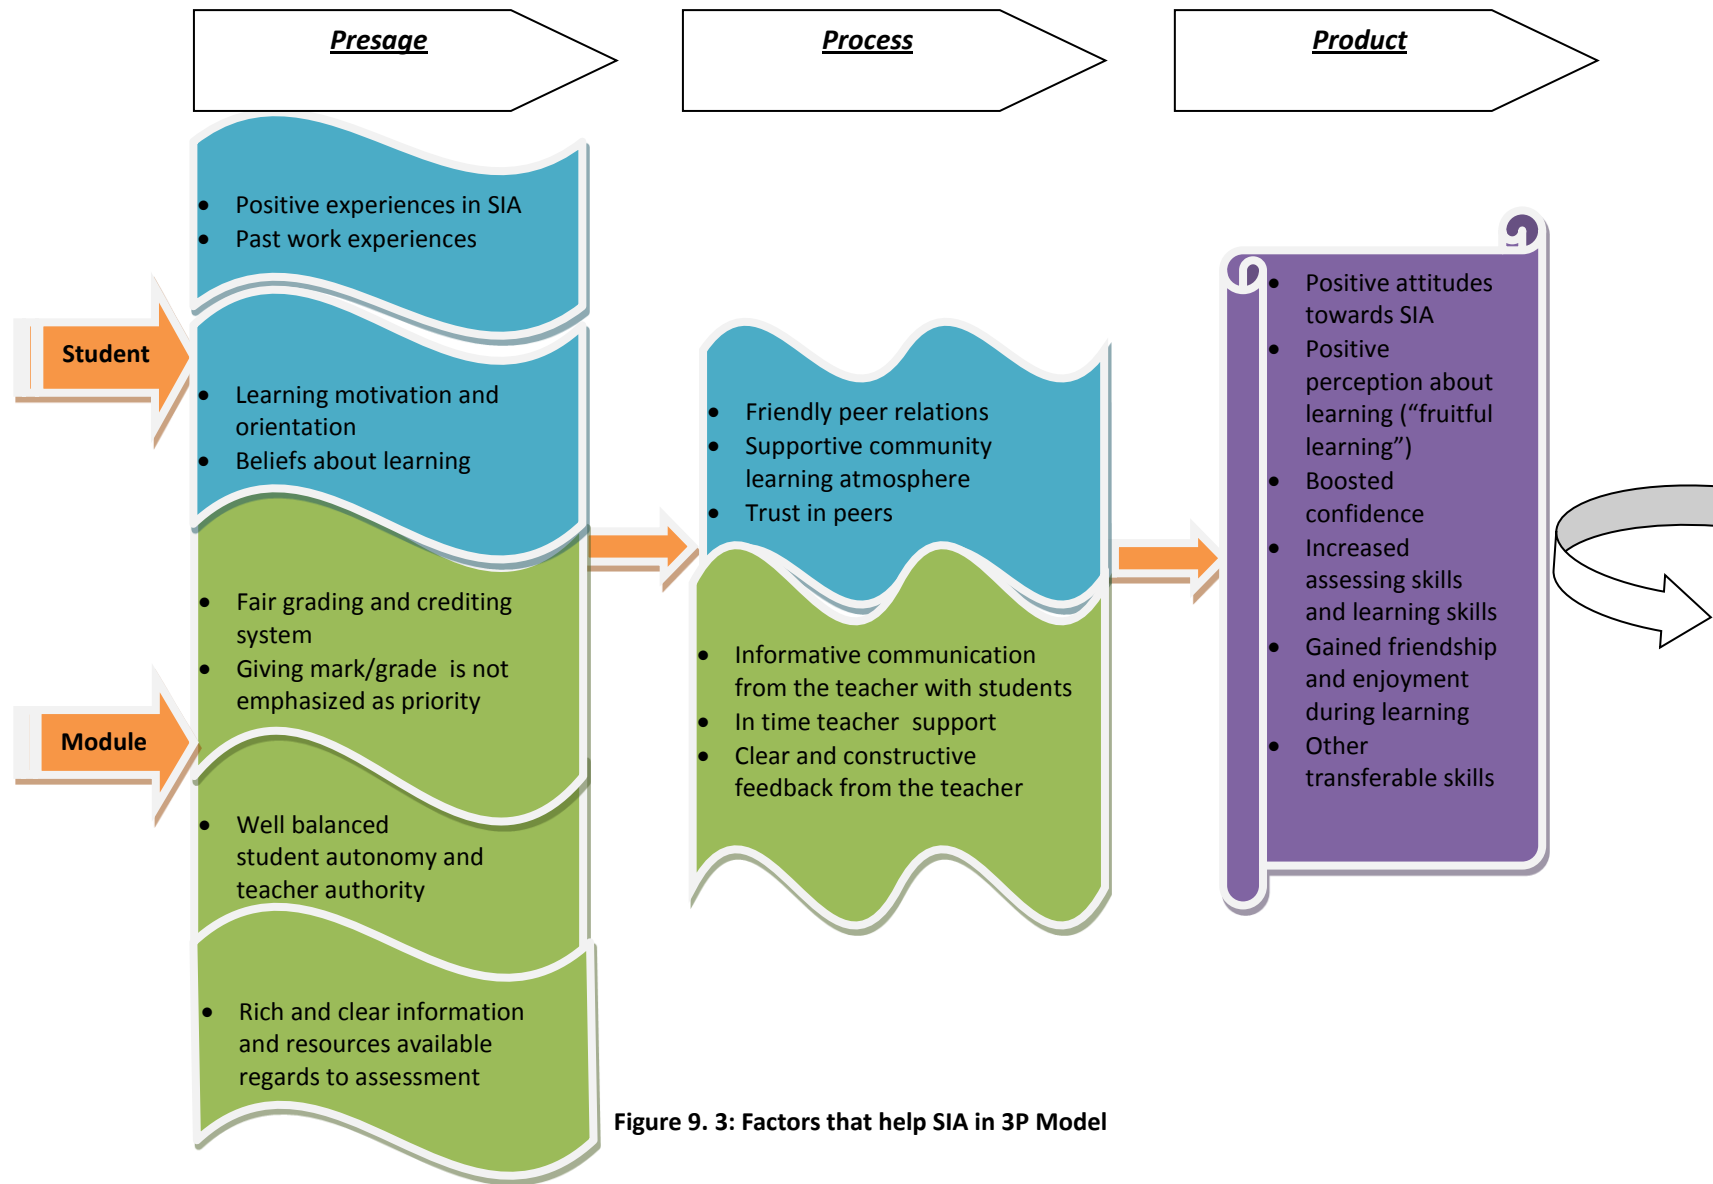 Presage
Process
Product
Student
Module
• Positive experiences in SIA
• Past work experiences
• Learning motivation and
orientation
• Beliefs about learning
• Fair grading and crediting
system
• Giving mark/grade  is not
emphasized as priority
• Well balanced
student autonomy and
teacher authority
• Rich and clear information
and resources available
regards to assessment
• Friendly peer relations
• Supportive community
learning atmosphere
• Trust in peers
• Informative communication
from the teacher with students
• In time teacher  support
• Clear and constructive
feedback from the teacher
• Positive attitudes
towards SIA
• Positive
perception about
learning (“fruitful
learning”)
• Boosted
confidence
• Increased
assessing skills
and learning skills
• Gained friendship
and enjoyment
during learning
• Other
transferable skills
Figure 9. 3: Factors that help SIA in 3P Model